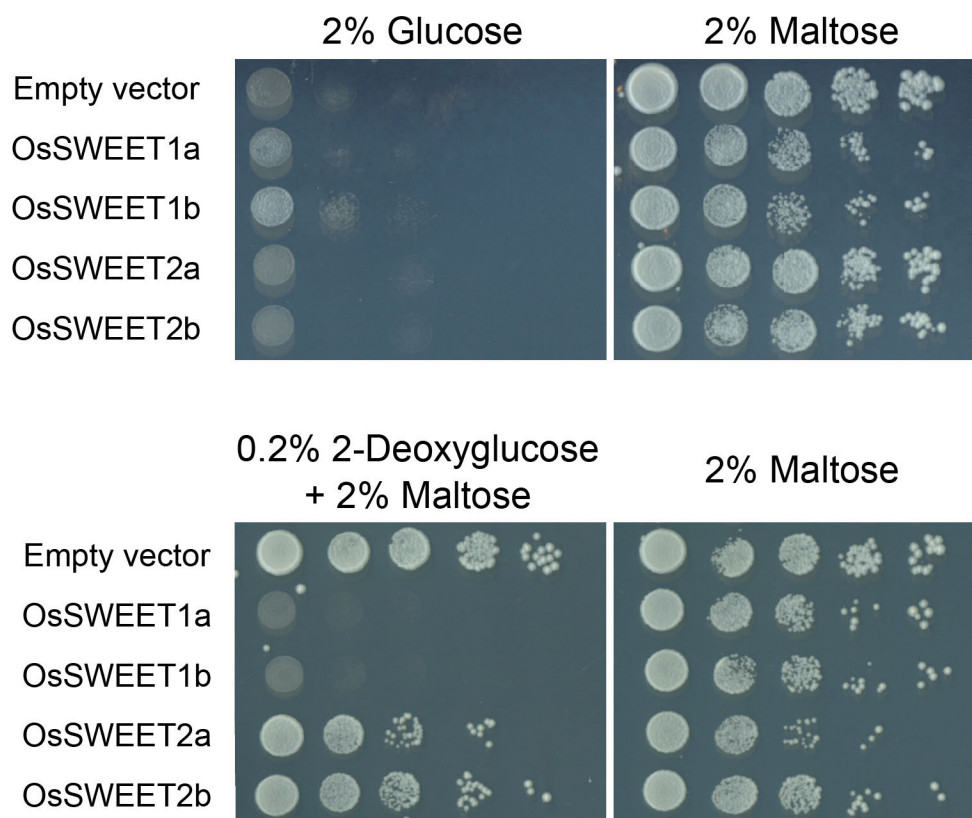 2% Glucose
2% Maltose
Empty vector
OsSWEET1a
OsSWEET1b
OsSWEET2a
OsSWEET2b
0.2% 2-Deoxyglucose
+ 2% Maltose
2% Maltose
Empty vector
OsSWEET1a
OsSWEET1b
OsSWEET2a
OsSWEET2b